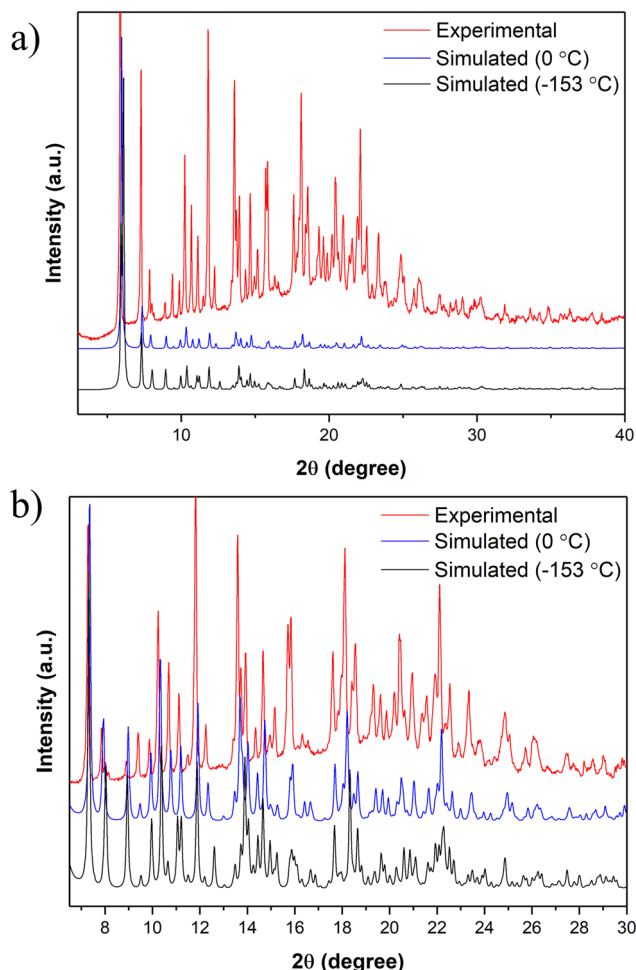 a)
Experimental
Simulated (0 °C)
Simulated (-153 °C)
Intensity (a.u.)
10 20 30 40
2θ (degree)
b)
Experimental
Simulated (0 °C)
Simulated (-153 °C)
Intensity (a.u.)
8 10 12 14 16 18 20 22 24 26 28 30
2θ (degree)